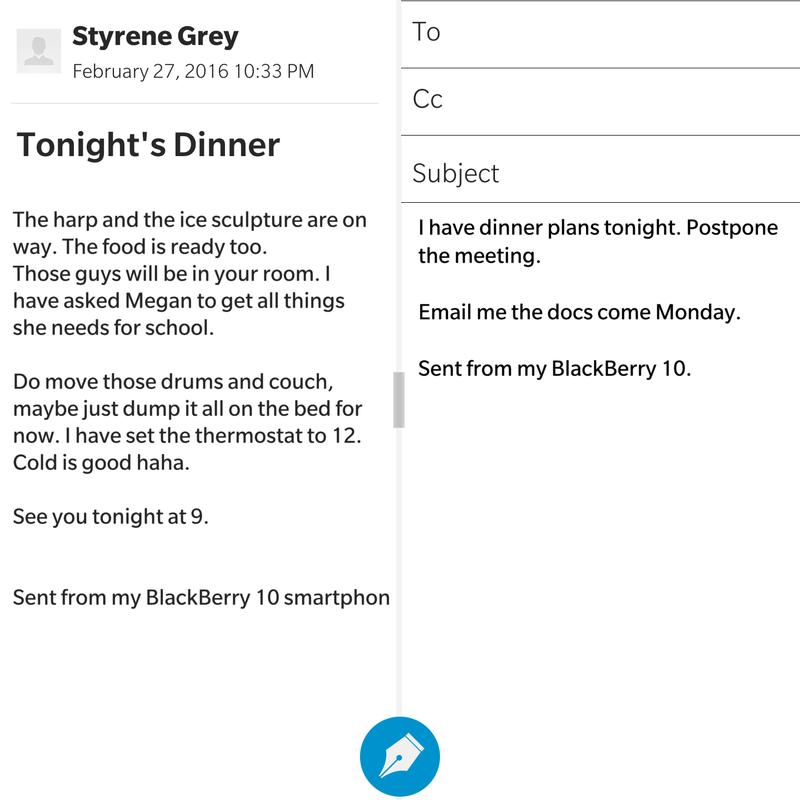 Styrene Grey
February 27, 2016 10:33 PM
Tonight's Dinner
The harp and the ice sculpture are on
way. The food is ready too.
Those guys will be in your room. I
have asked Megan to get all things
she needs for school.
Do move those drums and couch,
maybe just dump it all on the bed for
now. I have set the thermostat to 12.
Cold is good haha.
See you tonight at 9.
Sent from my BlackBerry 10 smartphon
To
Cc
Subject
I have dinner plans tonight. Postpone
the meeting.
Email me the docs come Monday.
Sent from my BlackBerry 10.